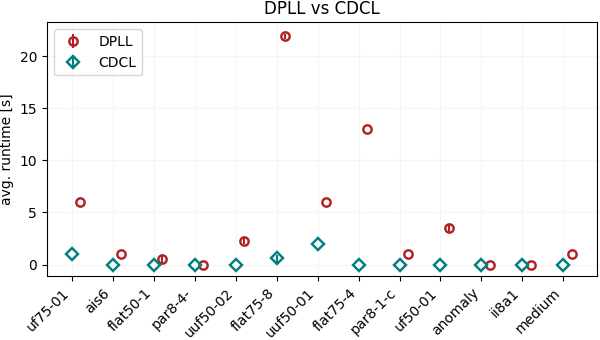 DPLL vs CDCL
DPLL
CDCL
avg. runtime [s]
20
15
10
5
0
uf75-01
ais6
flat50-1
par8-4-
uuf50-02
flat75-8
uuf50-01
flat75-4
par8-1-c
uf50-01
anomaly
ii8a1
medium